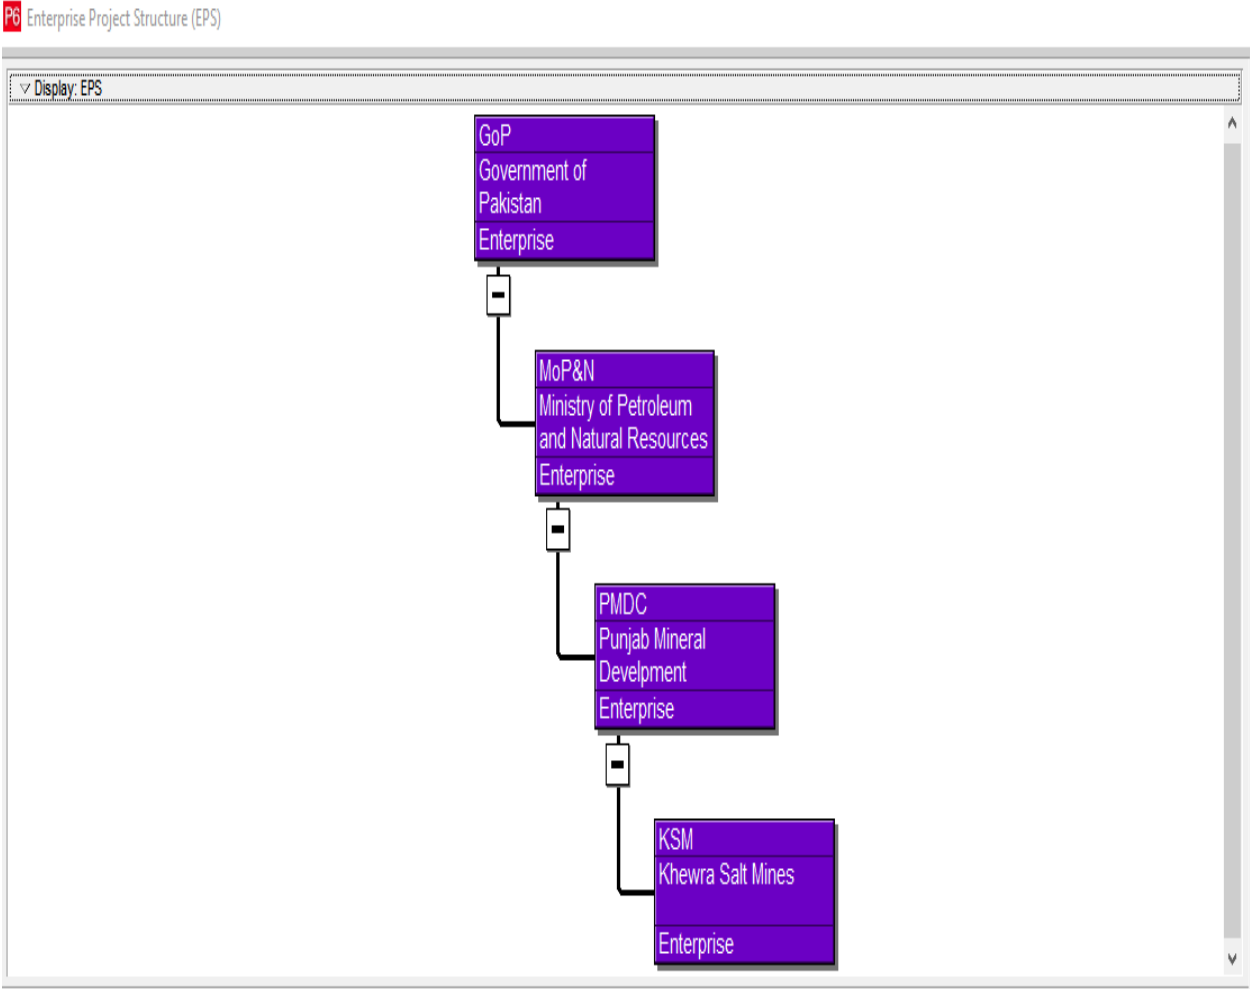 P6 Enterprise Project Structure (EPS)
Display: EPS
GoP
Government of
Pakistan
Enterprise
MoP&N
Ministry of Petroleum
and Natural Resources
Enterprise
PMDC
Punjab Mineral
Develpment
Enterprise
KSM
Khewra Salt Mines
Enterprise